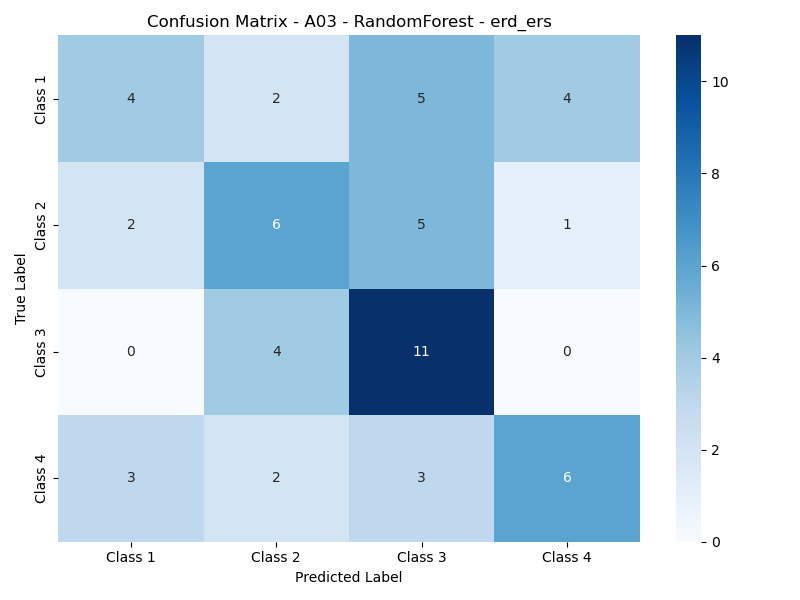 Confusion Matrix - A03 - RandomForest - erd_ers
True Label
Class 1
4 2 5 4
Class 2
2 6 5 1
Class 3
0 4 11 0
Class 4
3 2 3 6
Class 1 Class 2 Class 3 Class 4
Predicted Label
10
8
6
4
2
0